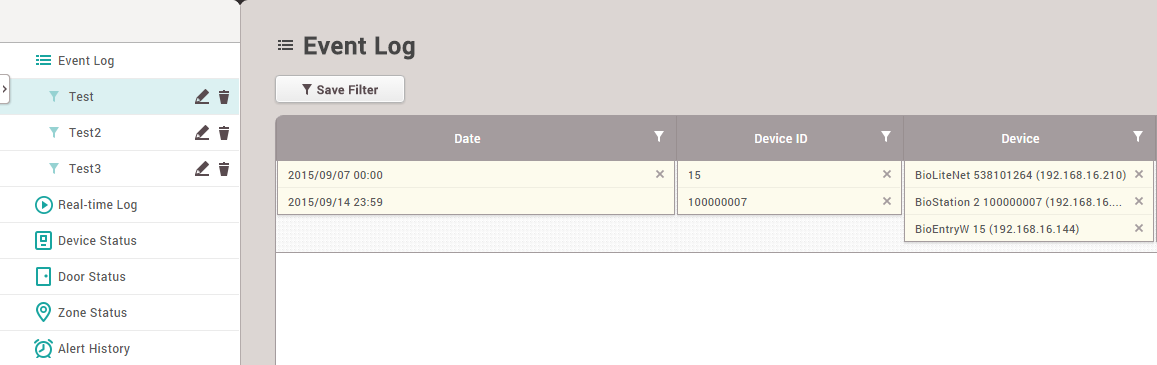 Event Log
Test
Test2
Test3
Real-time Log
Device Status
Door Status
Zone Status
Alert History
Event Log
Save Filter
Date Device ID Device
2015/09/07 00:00 15 BioLiteNet 538101264 (192.168.16.210)
2015/09/14 23:59 100000007 BioStation 2 100000007 (192.168.16....
BioEntryW 15 (192.168.16.144)